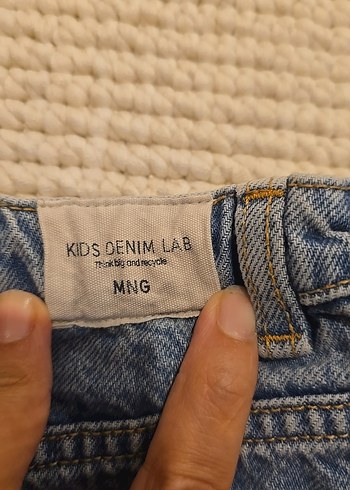 KIDS DENIM LAB
Think big and recycle
MNG